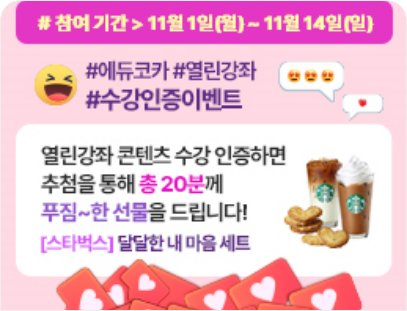 # 참여 기간 > 11월 1일(월) ~ 11월 14일(일)
#에듀코카 #열린강좌
#수강인증이벤트
열린강좌 콘텐츠 수강 인증하면
추첨을 통해 총 20분께
푸짐~한 선물을 드립니다!
[스타벅스] 달달한 내 마음 세트